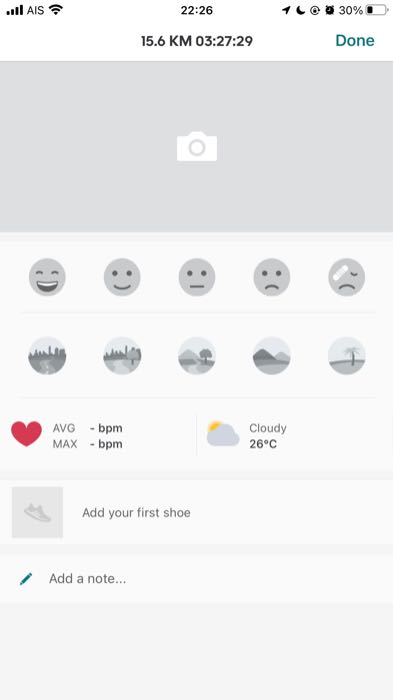 AIS 22:26 30%
15.6 KM 03:27:29 Done
AVG - bpm
MAX - bpm
Cloudy
26°C
Add your first shoe
Add a note...